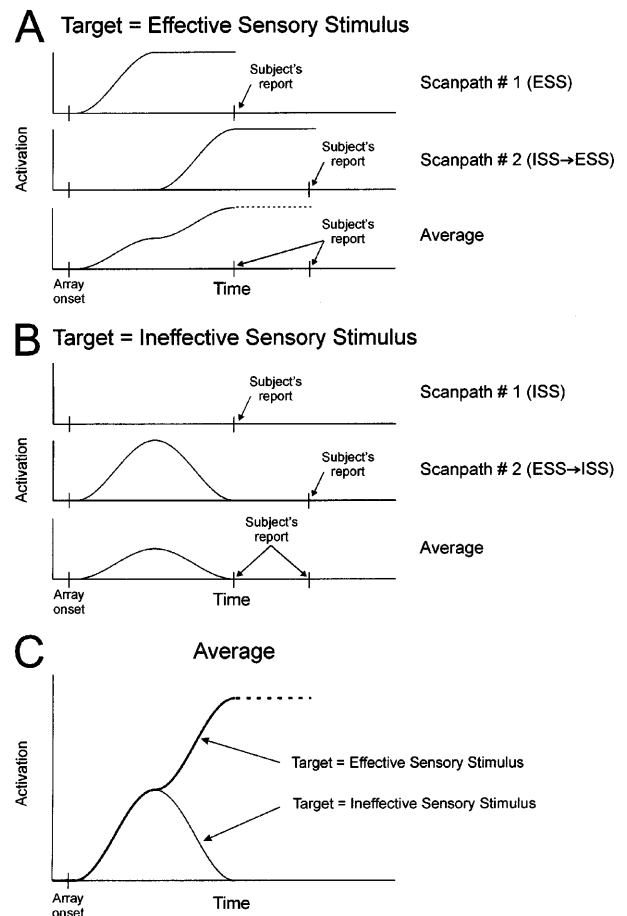 A Target = Effective Sensory Stimulus
Subject's
report
Scanpath # 1 (ESS)
Activation
Subject's
report
Scanpath # 2 (ISS→ESS)
Subject's
report
Average
Array
onset
Time
B Target = Ineffective Sensory Stimulus
Subject's
report
Scanpath # 1 (ISS)
Activation
Subject's
report
Scanpath # 2 (ESS→ISS)
Subject's
report
Average
Array
onset
Time
C Average
Activation
Target = Effective Sensory Stimulus
Target = Ineffective Sensory Stimulus
Array
onset
Time